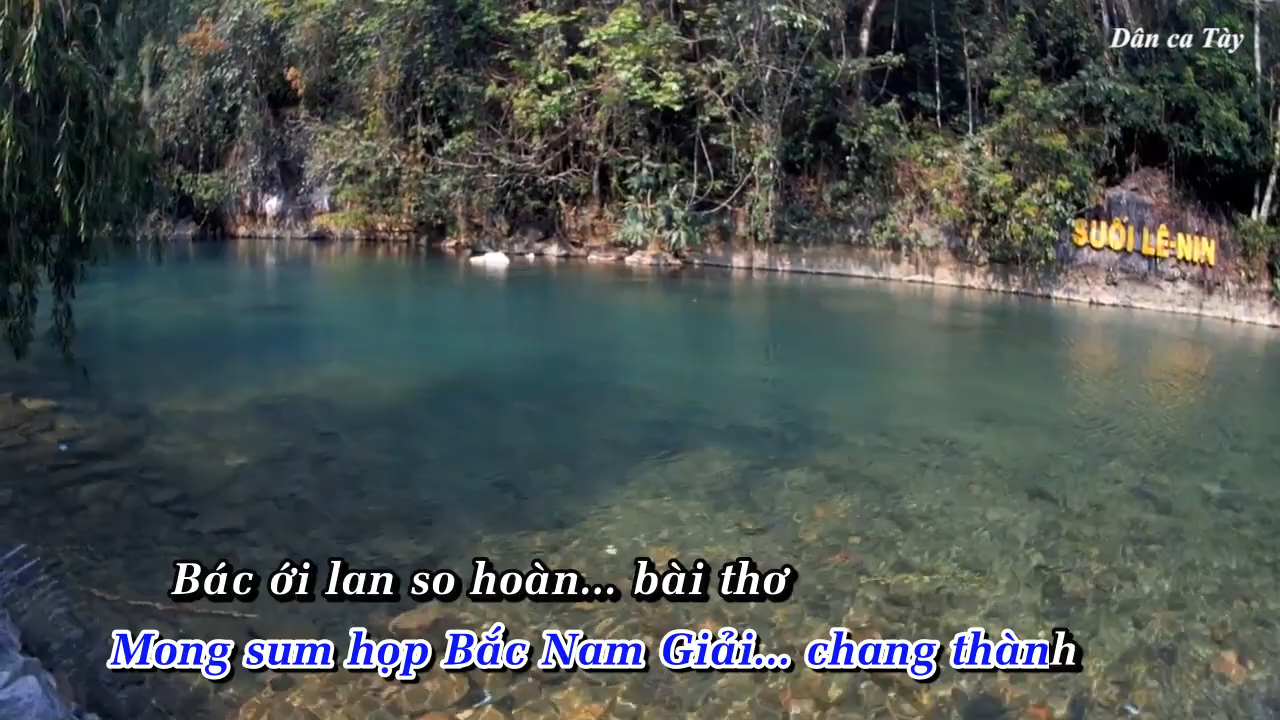 Dân ca Tày
SUỐI LÊ-NIN
Bác ới lan so hoàn... bài thơ
Mong sum họp Bắc Nam Giải... chang thành